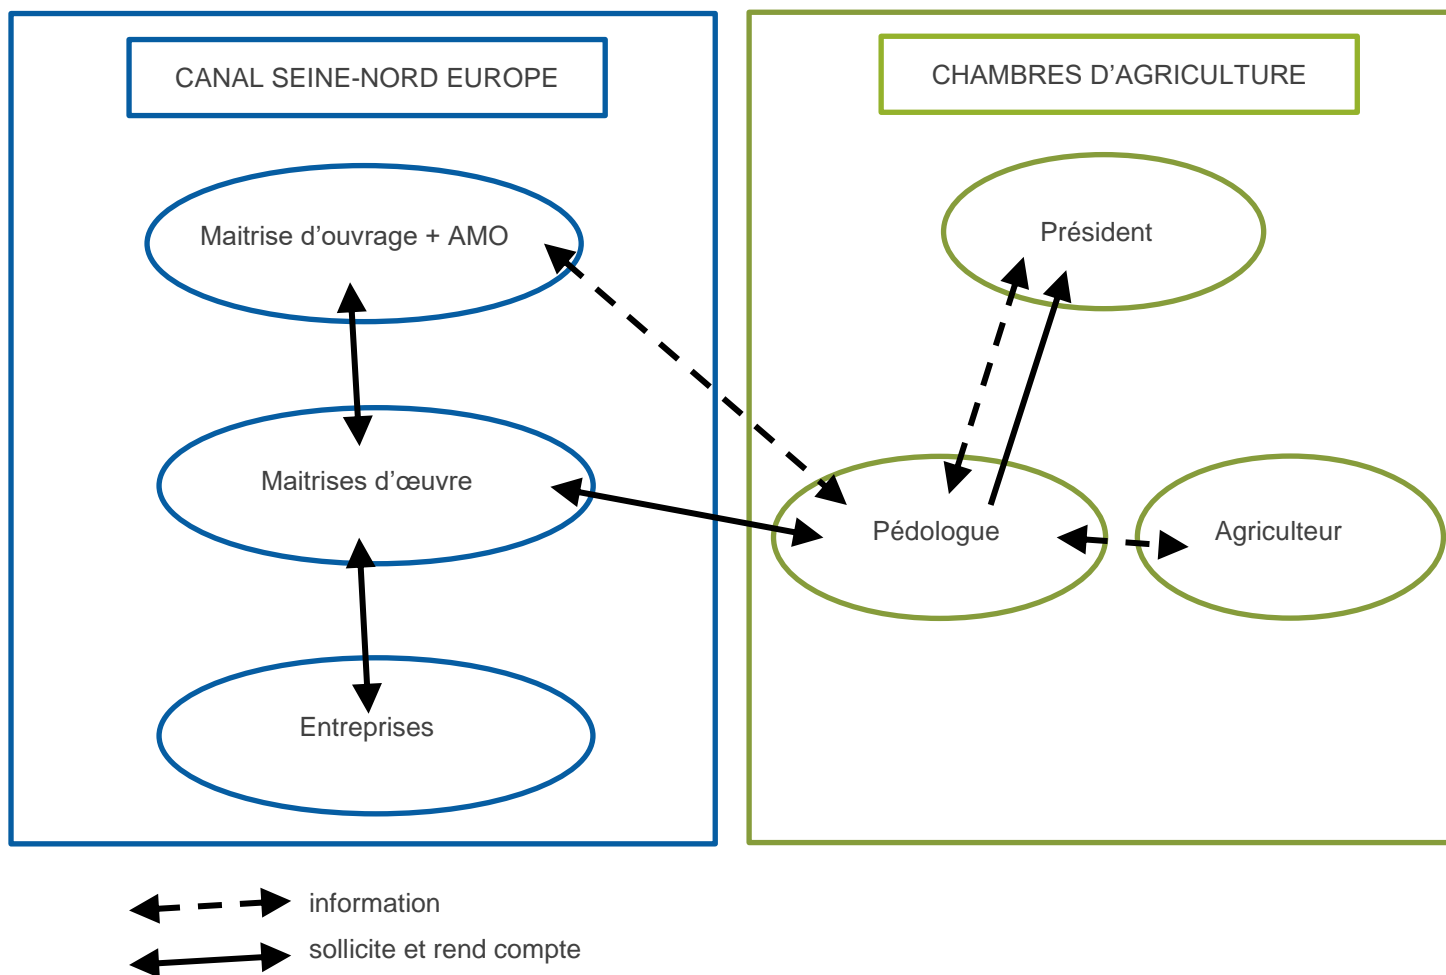 CANAL SEINE-NORD EUROPE
Maitrise d'ouvrage + AMO
Maitrises d'œuvre
Entreprises
CHAMBRES D’AGRICULTURE
Président
Pédologue
Agriculteur
information
sollicite et rend compte